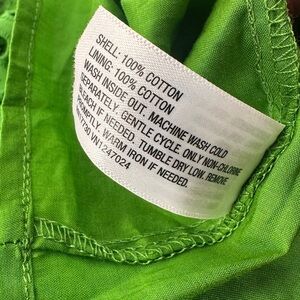 SHELL: 100% COTTON
LINING: 100% COTTON
WASH INSIDE OUT. MACHINE WASH COLD
SEPARATELY. GENTLE CYCLE. ONLY NON-CHLORINE
BLEACH IF NEEDED. TUMBLE DRY LOW. REMOVE
PROMPTLY. WARM IRON IF NEEDED.
VN1247024